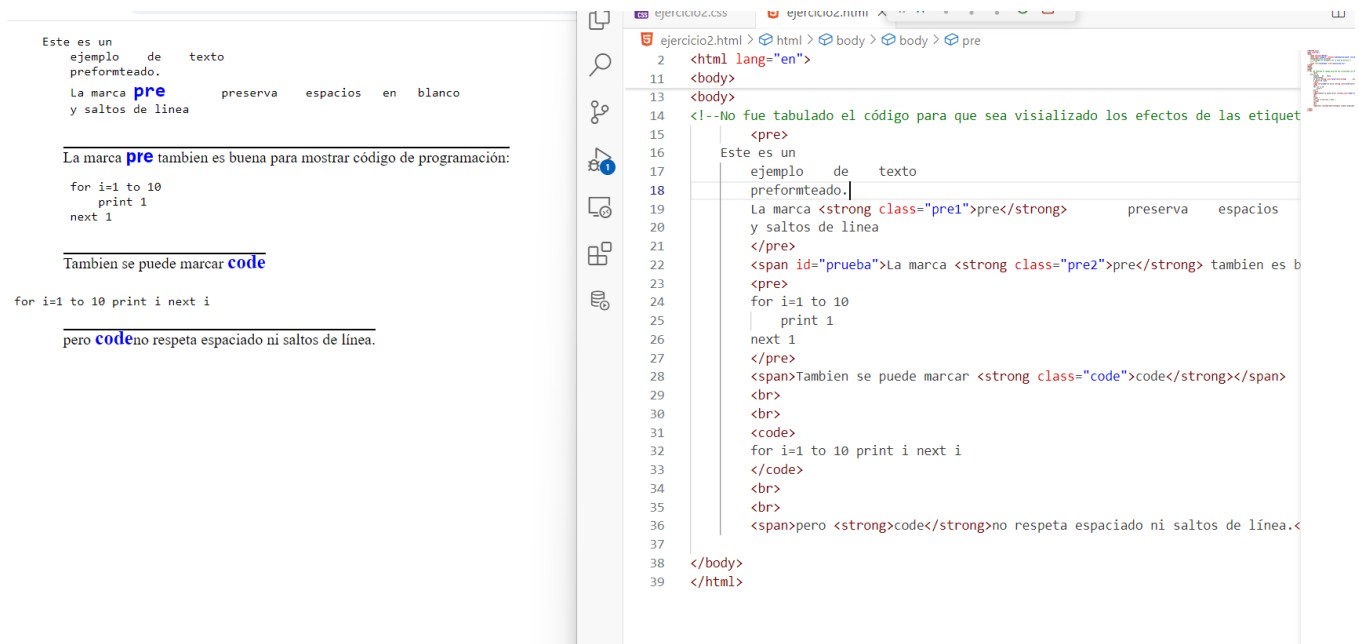 Este es un
ejemplo    de    texto
preformteado.
La marca pre        preserva    espacios   en   blanco
y saltos de linea
La marca pre tambien es buena para mostrar código de programación:
for i=1 to 10
    print 1
next 1
Tambien se puede marcar code
for i=1 to 10 print i next i
pero codeno respeta espaciado ni saltos de línea.
1
ejercicio2.css ejercicio2.html
ejercicio2.html > html > body > body > pre
2 <html lang="en">
11 <body>
13 <body>
14 <!--No fue tabulado el código para que sea visializado los efectos de las etiquet
15 <pre>
16 Este es un
17 ejemplo    de    texto
18 preformteado.
19 La marca <strong class="pre1">pre</strong>        preserva    espacios
20 y saltos de linea
21 </pre>
22 <span id="prueba">La marca <strong class="pre2">pre</strong> tambien es b
23 <pre>
24 for i=1 to 10
25     print 1
26 next 1
27 </pre>
28 <span>Tambien se puede marcar <strong class="code">code</strong></span>
29 <br>
30 <br>
31 <code>
32 for i=1 to 10 print i next i
33 </code>
34 <br>
35 <br>
36 <span>pero <strong>code</strong>no respeta espaciado ni saltos de línea.<
37
38 </body>
39 </html>